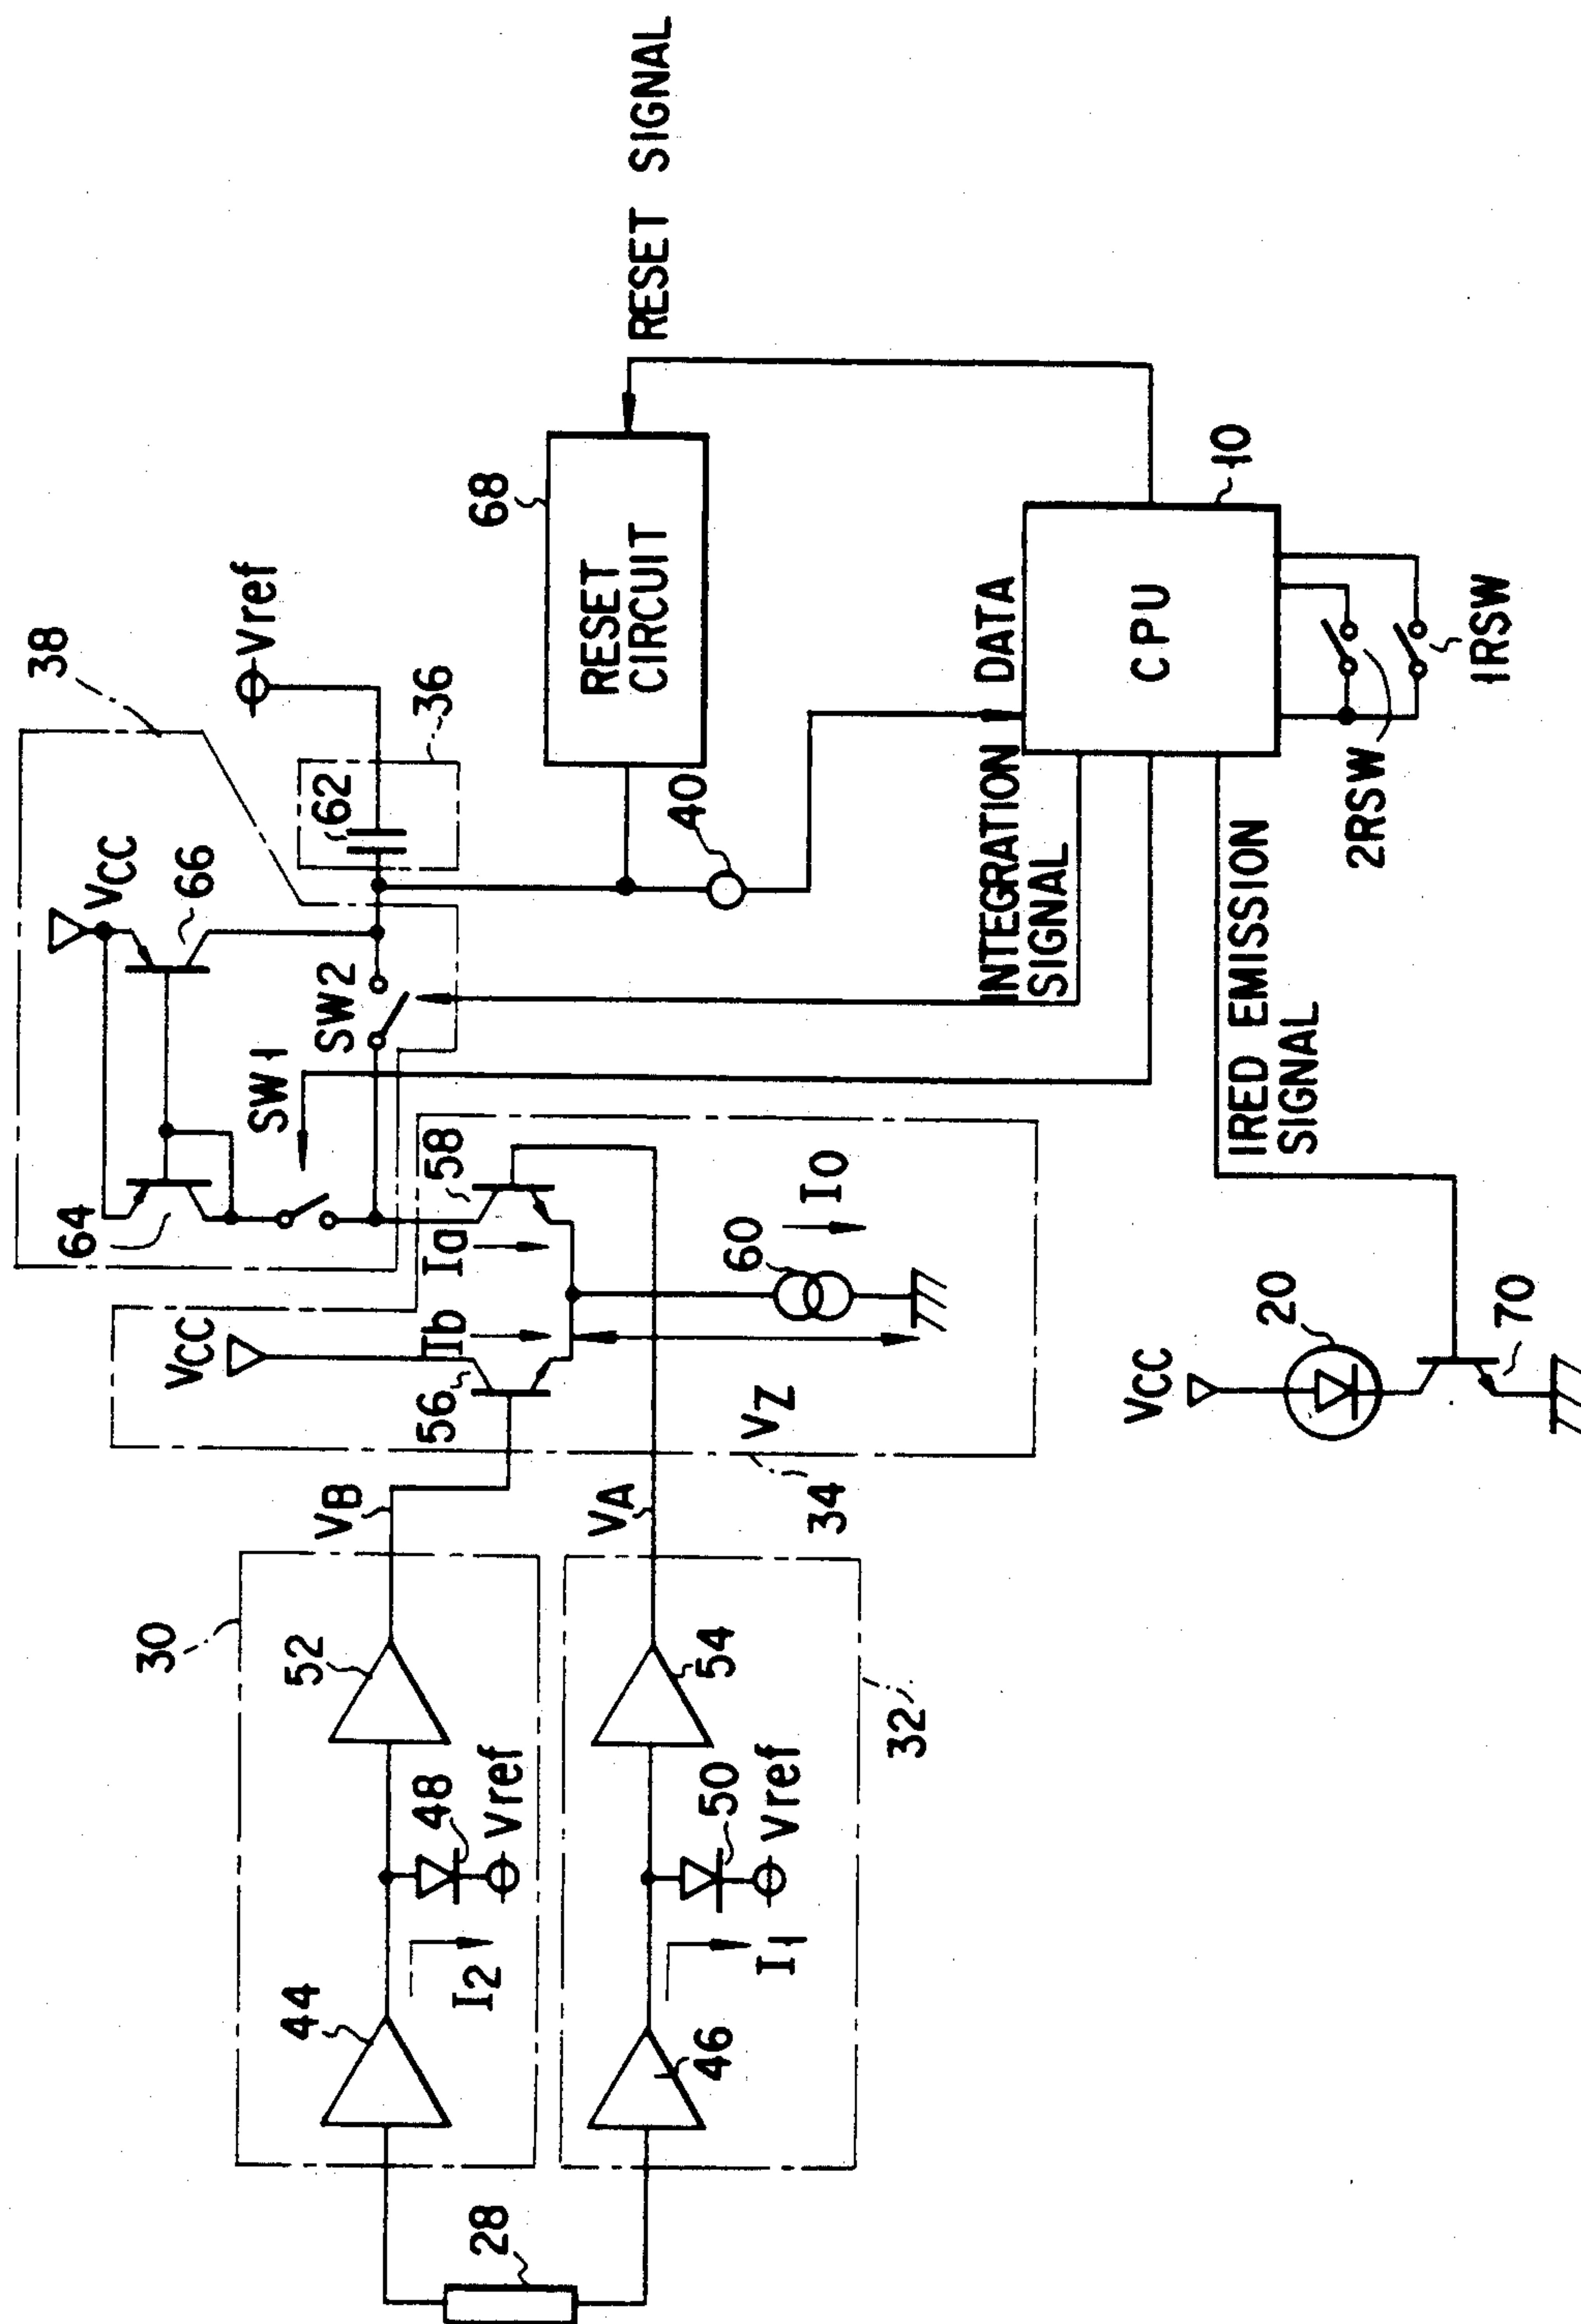 38
Vref
RESET SIGNAL
VCC
66
62
36
68
RESET
CIRCUIT
64
SW1
SW2
40
INTEGRATION DATA
INTEGRATION
SIGNAL
CPU
10
1RSW
2RSW
IRED EMISSION
SIGNAL
VCC
Ib
Ia
58
56
60
I0
VZ
34
VCC
20
70
VB
VA
30
52
54
32
48
Vref
50
Vref
44
I2
46
I1
28